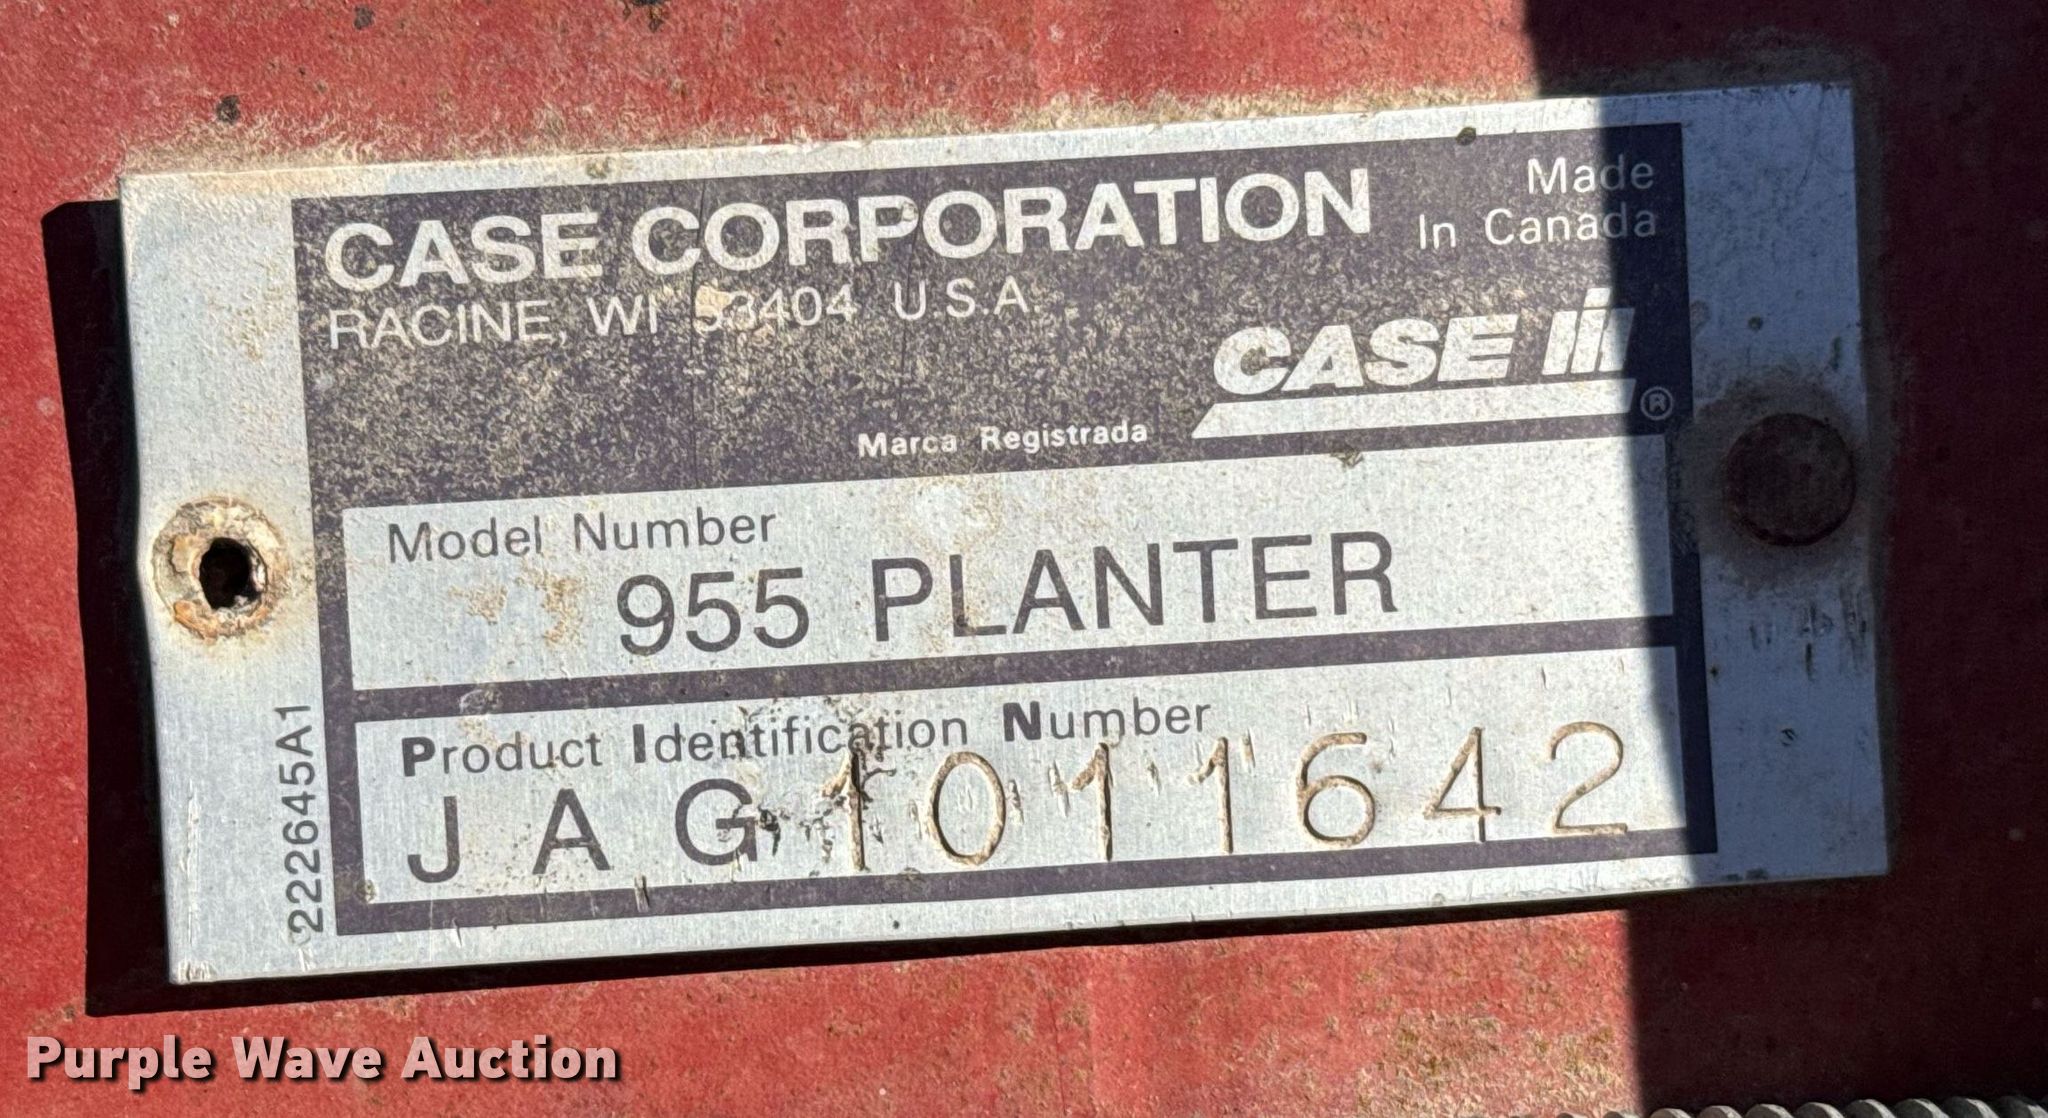 CASE CORPORATION
Made
In Canada
RACINE, WI 53404 U.S.A.
CASE IH ®
Marca Registrada
Model Number
955 PLANTER
Product Identification Number
JAG1011642
222645A1
Purple Wave Auction